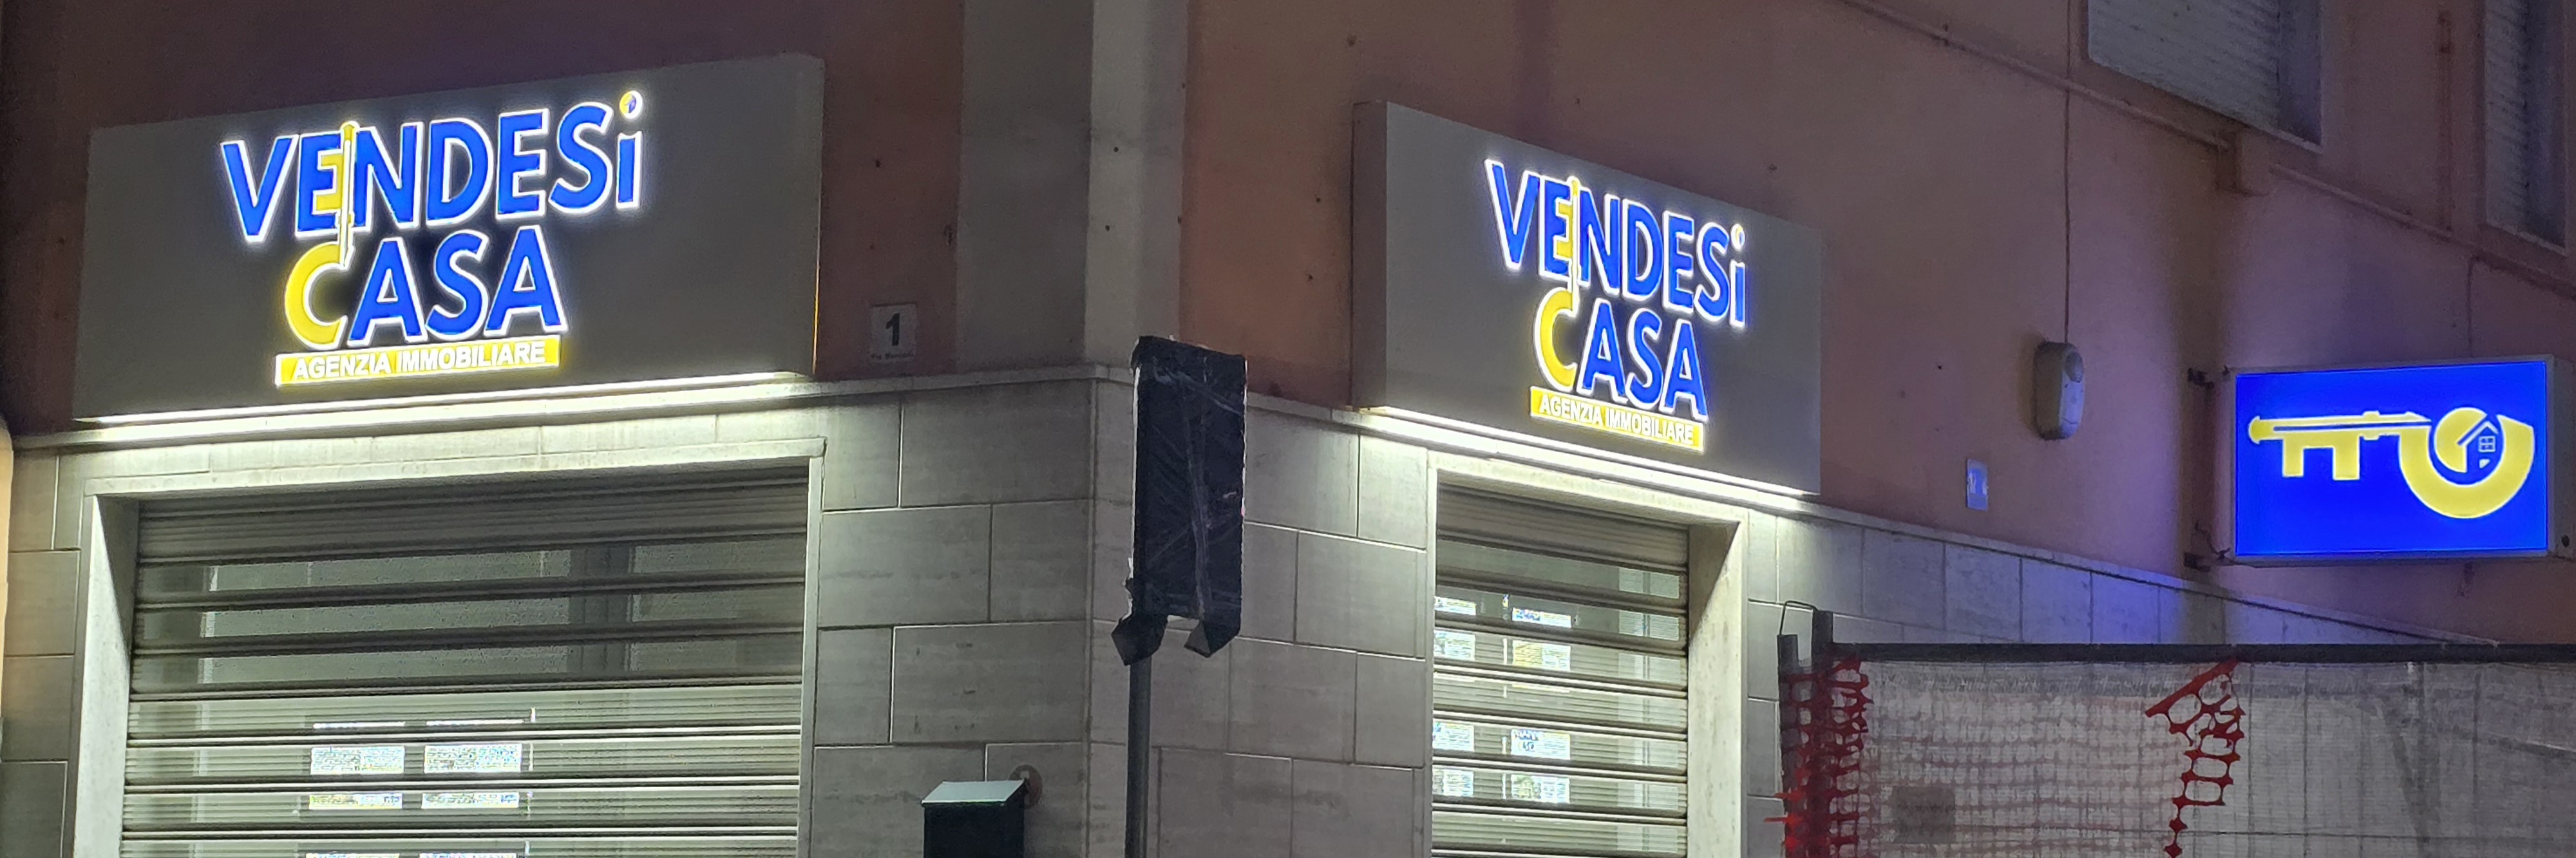 VENDESi
CASA
AGENZIA IMMOBILIARE
1
VENDESi
CASA
AGENZIA IMMOBILIARE